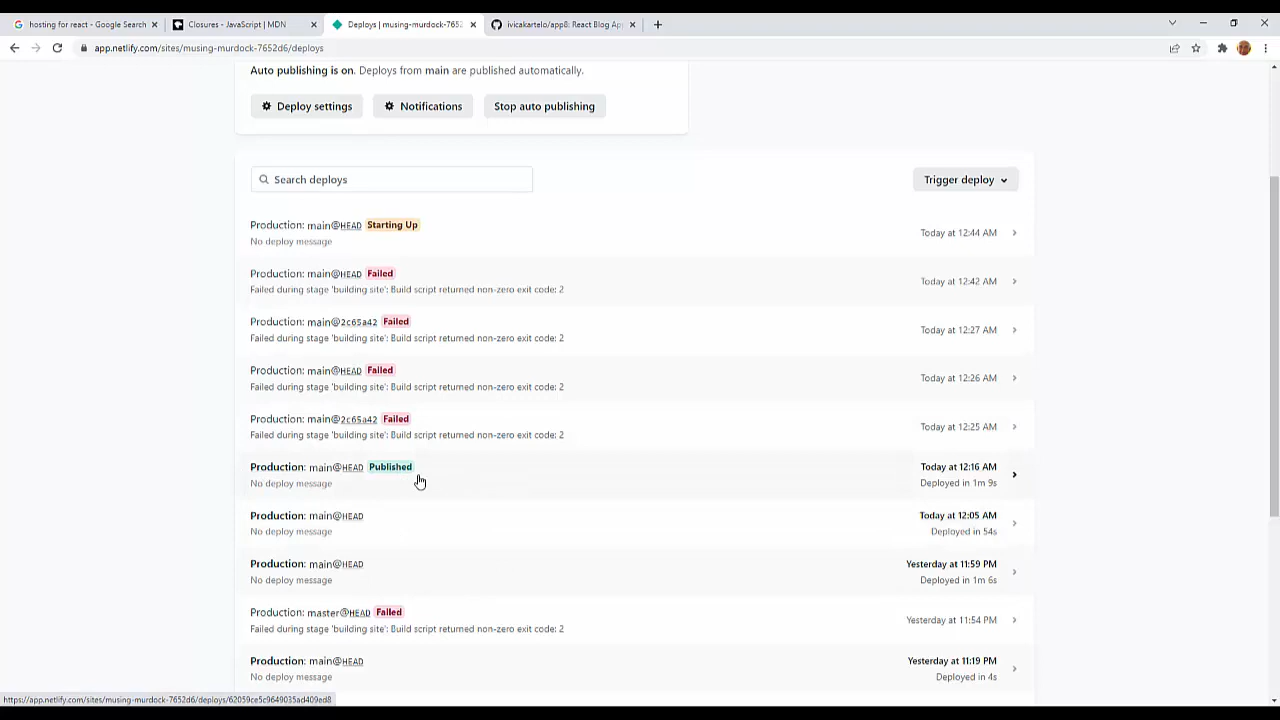 hosting for react - Google Search
Closures - JavaScript | MDN
Deploys | musing-murdock-7652
ivicakartelo/app8: React Blog Ap
app.netlify.com/sites/musing-murdock-7652d6/deploys
Auto publishing is on. Deploys from main are published automatically.
Deploy settings
Notifications
Stop auto publishing
Search deploys
Trigger deploy
Production: main@HEAD Starting Up
No deploy message
Today at 12:44 AM
Production: main@HEAD Failed
Failed during stage 'building site': Build script returned non-zero exit code: 2
Today at 12:42 AM
Production: main@2c65a42 Failed
Failed during stage 'building site': Build script returned non-zero exit code: 2
Today at 12:27 AM
Production: main@HEAD Failed
Failed during stage 'building site': Build script returned non-zero exit code: 2
Today at 12:26 AM
Production: main@2c65a42 Failed
Failed during stage 'building site': Build script returned non-zero exit code: 2
Today at 12:25 AM
Production: main@HEAD Published
No deploy message
Today at 12:16 AM
Deployed in 1m 9s
Production: main@HEAD
No deploy message
Today at 12:05 AM
Deployed in 54s
Production: main@HEAD
No deploy message
Yesterday at 11:59 PM
Deployed in 1m 6s
Production: master@HEAD Failed
Failed during stage 'building site': Build script returned non-zero exit code: 2
Yesterday at 11:54 PM
Production: main@HEAD
No deploy message
Yesterday at 11:19 PM
Deployed in 4s
https://app.netlify.com/sites/musing-murdock-7652d6/deploys/62059ce5c9649035ad409ed8